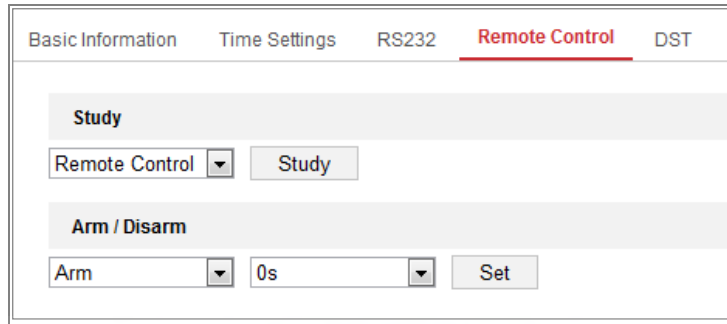 Basic Information Time Settings RS232 Remote Control DST
Study
Remote Control Study
Arm / Disarm
Arm 0s Set